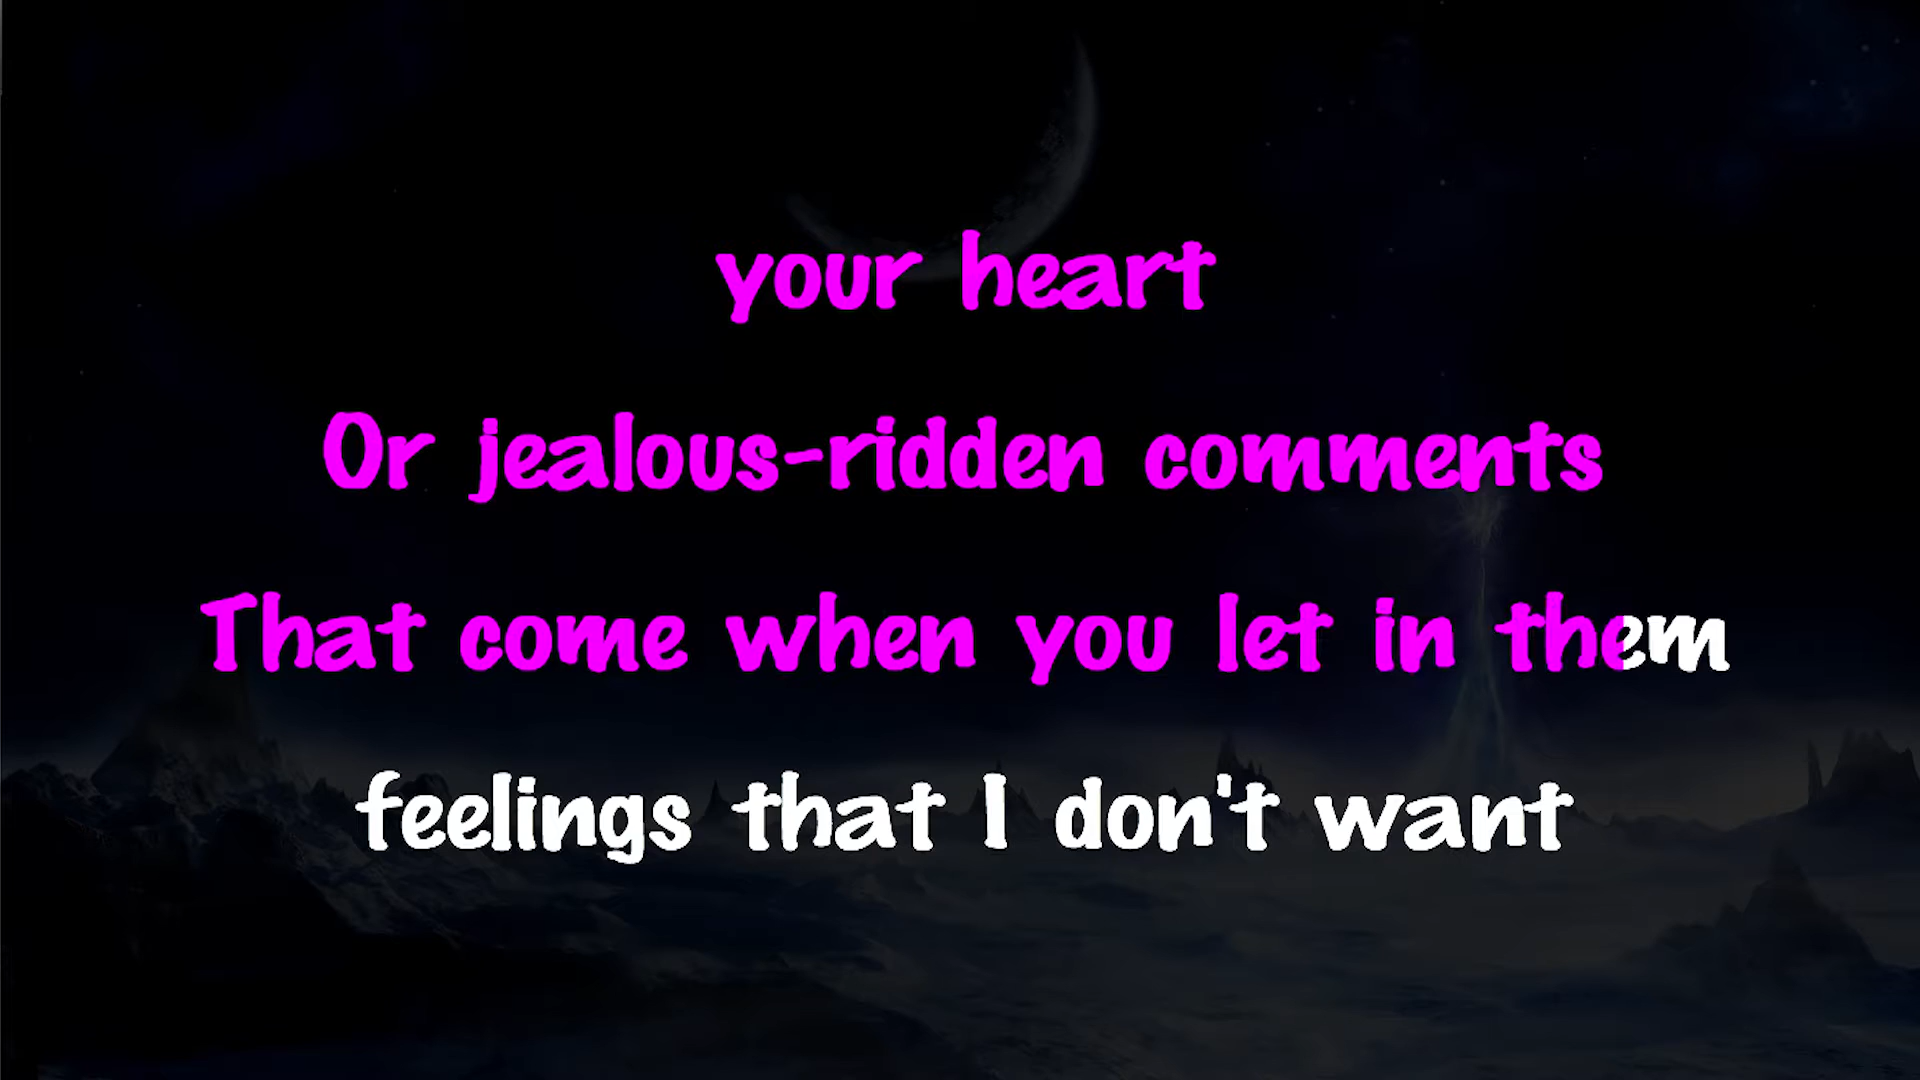 your heart
Or jealous-ridden comments
That come when you let in them
feelings that I don't want